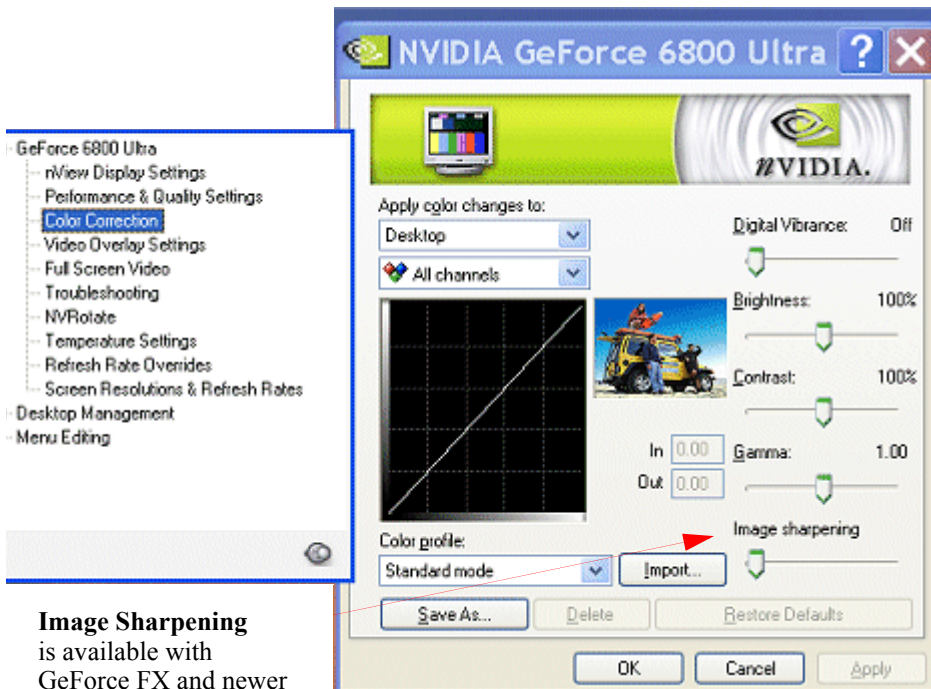 NVIDIA GeForce 6800 Ultra
NVIDIA.
GeForce 6800 Ultra
nView Display Settings
Performance & Quality Settings
Color Correction
Video Overlay Settings
Full Screen Video
Troubleshooting
NVRotate
Temperature Settings
Refresh Rate Overrides
Screen Resolutions & Refresh Rates
Desktop Management
Menu Editing
Apply color changes to:
Desktop
All channels
Digital Vibrance: Off
Brightness: 100%
Contrast: 100%
In 0.00
Out 0.00
Gamma: 1.00
Image sharpening
Color profile:
Standard mode
Import...
Save As...
Delete
Restore Defaults
OK
Cancel
Apply
Image Sharpening
is available with
GeForce FX and newer